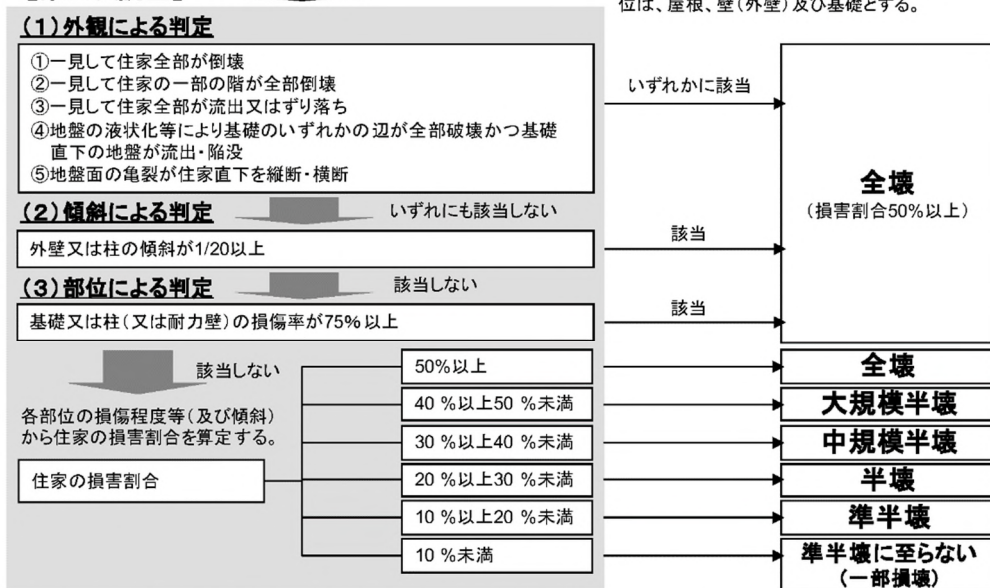 位は、屋根、壁(外壁)及び基礎とする。
(1)外観による判定
①一見して住家全部が倒壊
②一見して住家の一部の階が全部倒壊
③一見して住家全部が流出又はずり落ち
④地盤の液状化等により基礎のいずれかの辺が全部破壊かつ基礎
直下の地盤が流出・陥没
⑤地盤面の亀裂が住家直下を縦断・横断
いずれかに該当
全壊
(損害割合50%以上)
(2)傾斜による判定
いずれにも該当しない
外壁又は柱の傾斜が1/20以上
該当
(3)部位による判定
該当しない
基礎又は柱(又は耐力壁)の損傷率が75%以上
該当
該当しない
各部位の損傷程度等(及び傾斜)
から住家の損害割合を算定する。
住家の損害割合
50%以上
全壊
40 %以上50 %未満
大規模半壊
30 %以上40 %未満
中規模半壊
20 %以上30 %未満
半壊
10 %以上20 %未満
準半壊
10 %未満
準半壊に至らない
(一部損壊)